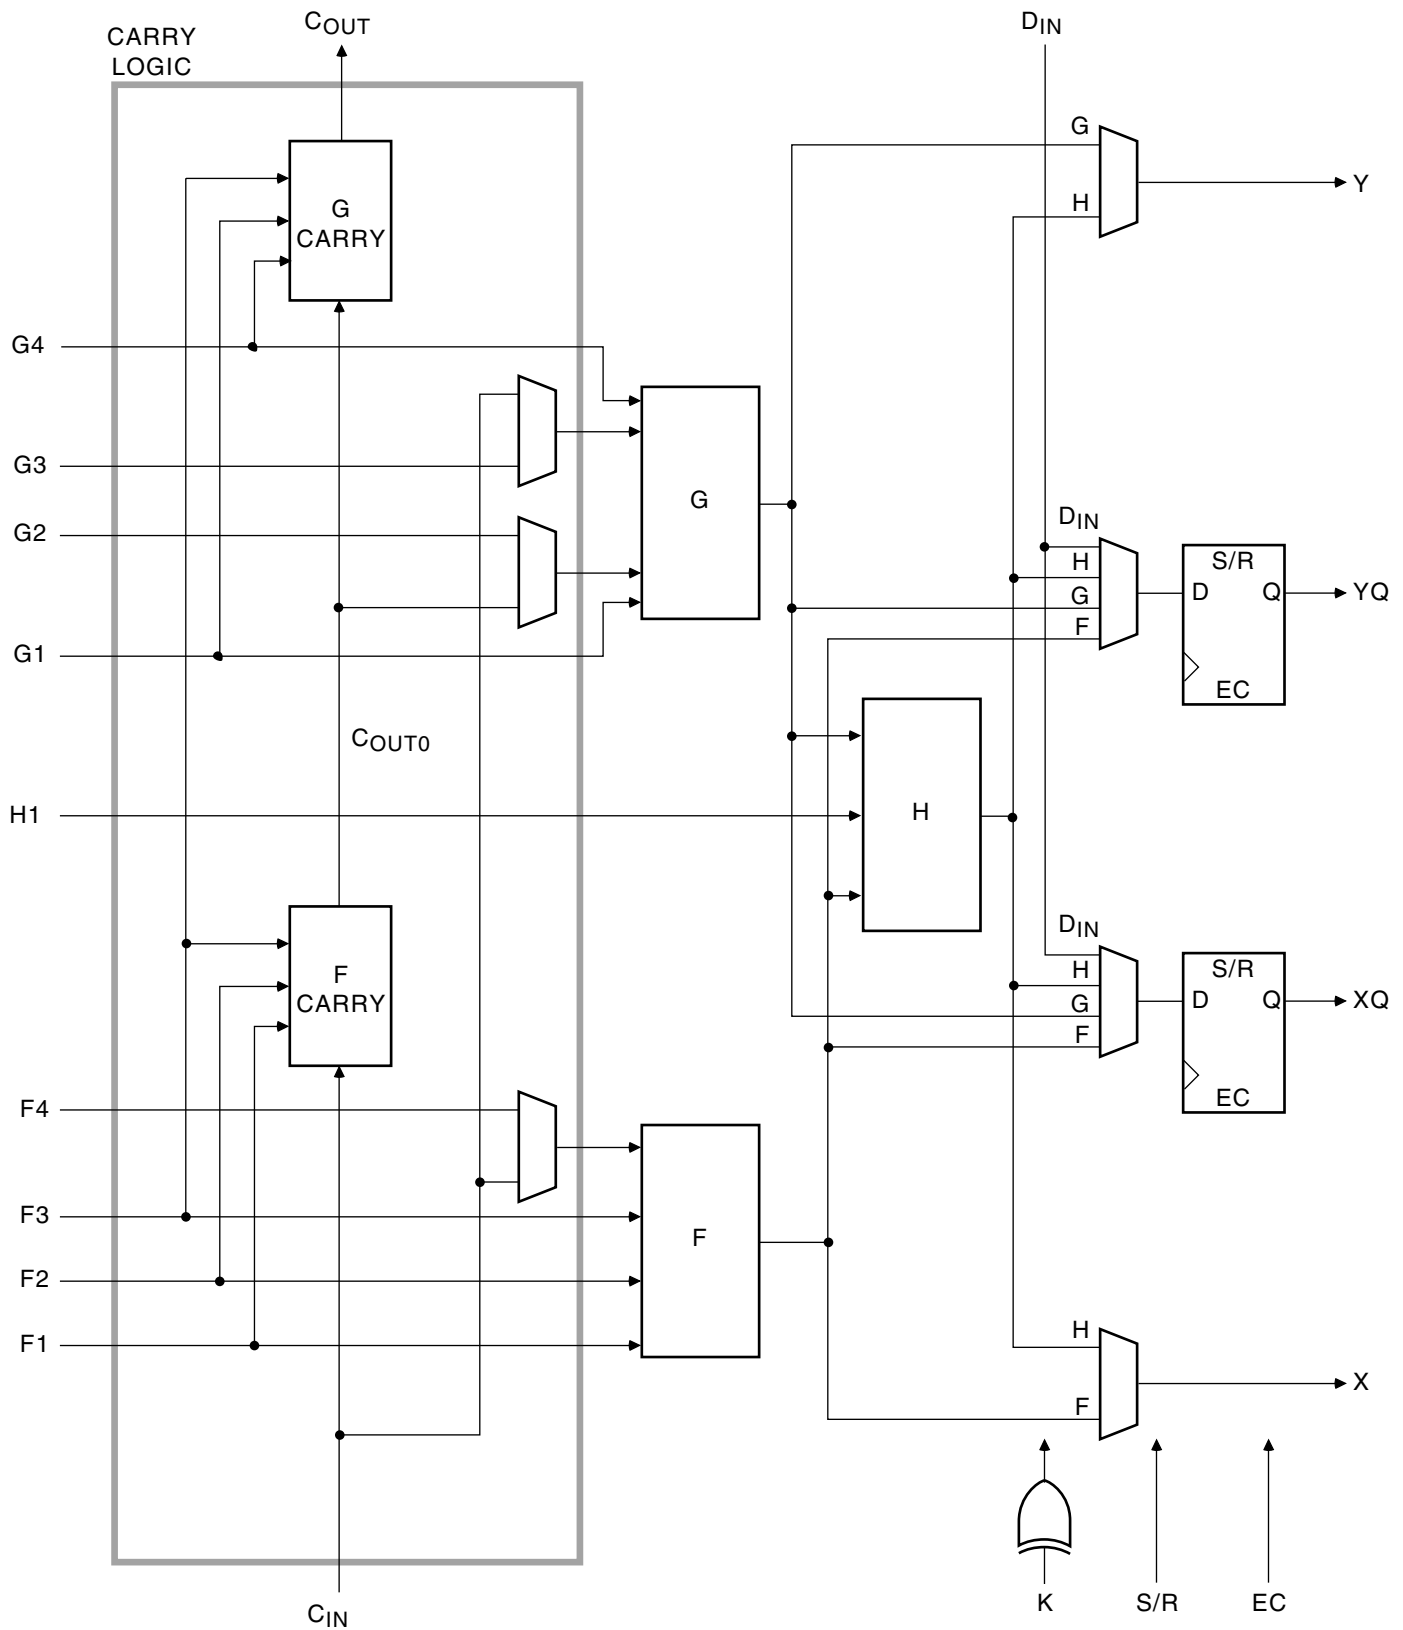 COUT
DIN
CARRY
LOGIC
G
G
CARRY
H
Y
G4
G3
G
G2
DIN
H
S/R
D
Q
YQ
G
F
G1
EC
COUT0
H1
H
DIN
H
S/R
F
CARRY
G
D
Q
XQ
F
EC
F4
F3
F
F2
F1
H
X
F
CIN
K
S/R
EC